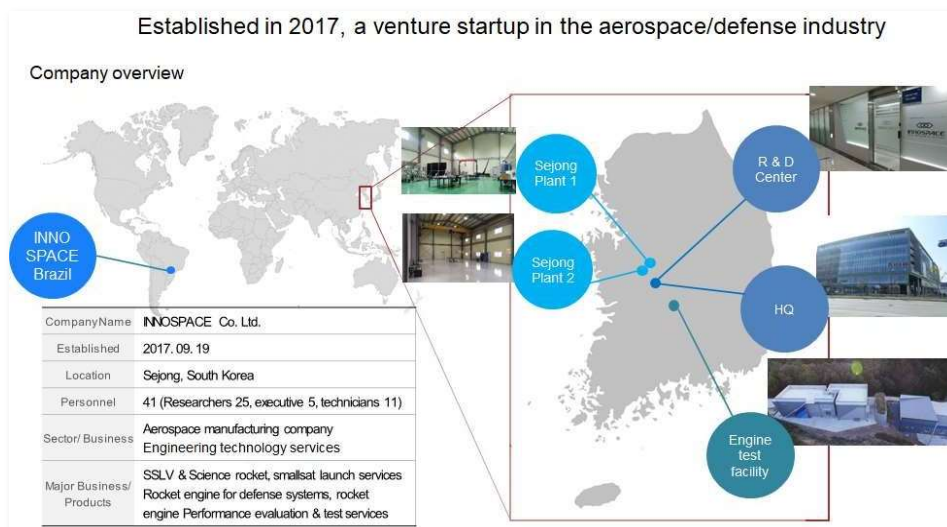 Established in 2017, a venture startup in the aerospace/defense industry
Company overview
INNO
SPACE
Brazil
Sejong
Plant 1
Sejong
Plant 2
R & D
Center
HQ
Engine
test
facility
CompanyName INNOSPACE Co. Ltd.
Established 2017. 09. 19
Location Sejong, South Korea
Personnel 41 (Researchers 25, executive 5, technicians 11)
Sector/ Business Aerospace manufacturing company
Engineering technology services
Major Business/
Products
SSLV & Science rocket, smallsat launch services
Rocket engine for defense systems, rocket
engine Performance evaluation & test services